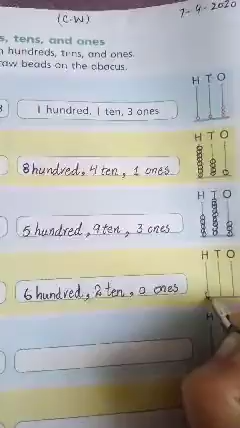 (C.W)
7-9-2020
s, tens, and ones
n hundreds, tens, and ones.
raw beads on the abacus.
H T O
1 hundred, 1 ten, 3 ones
H T O
8 hundred, 4 ten, 1 ones
H T O
5 hundred, 9 ten, 3 ones
H T O
6 hundred, 2 ten, 0 ones
H